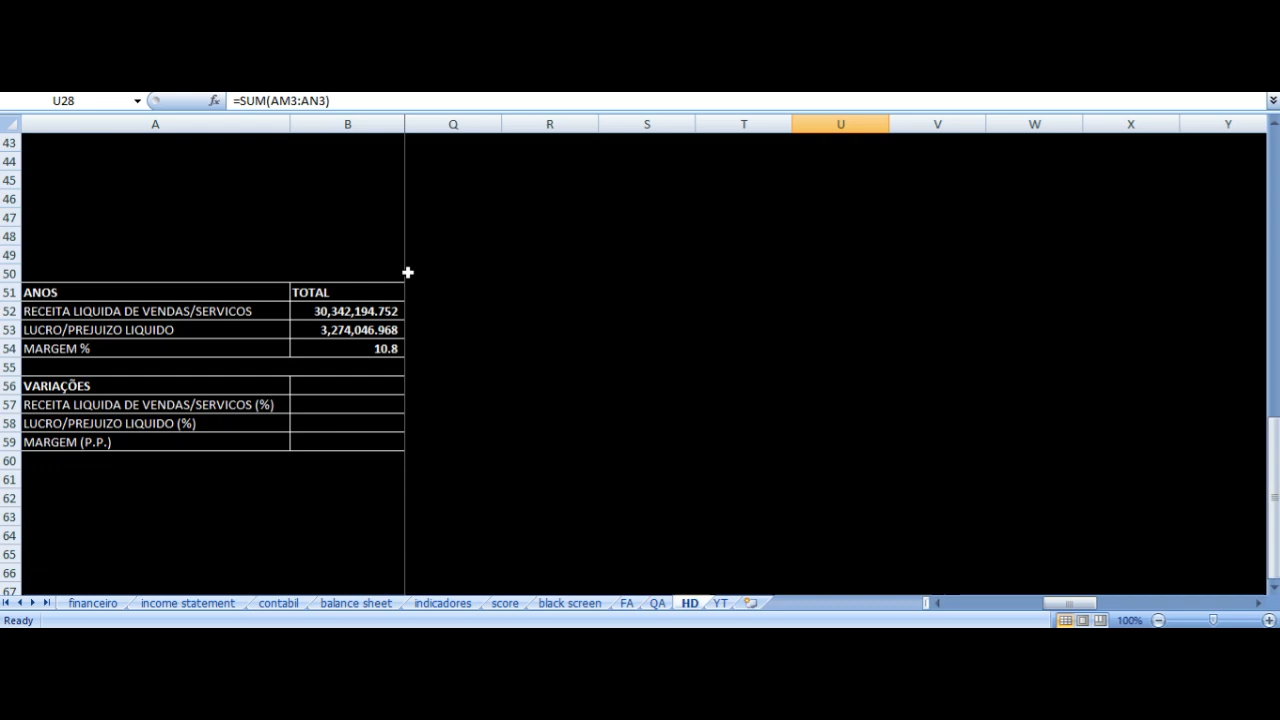 U28 fx =SUM(AM3:AN3)
A B Q R S T U V W X Y
43
44
45
46
47
48
49
50
51 ANOS TOTAL
52 RECEITA LIQUIDA DE VENDAS/SERVICOS 30,342,194.752
53 LUCRO/PREJUIZO LIQUIDO 3,274,046.968
54 MARGEM % 10.8
55
56 VARIAÇÕES
57 RECEITA LIQUIDA DE VENDAS/SERVICOS (%)
58 LUCRO/PREJUIZO LIQUIDO (%)
59 MARGEM (P.P.)
60
61
62
63
64
65
66
67
financeiro income statement contabil balance sheet indicadores score black screen FA QA HD YT
Ready 100%